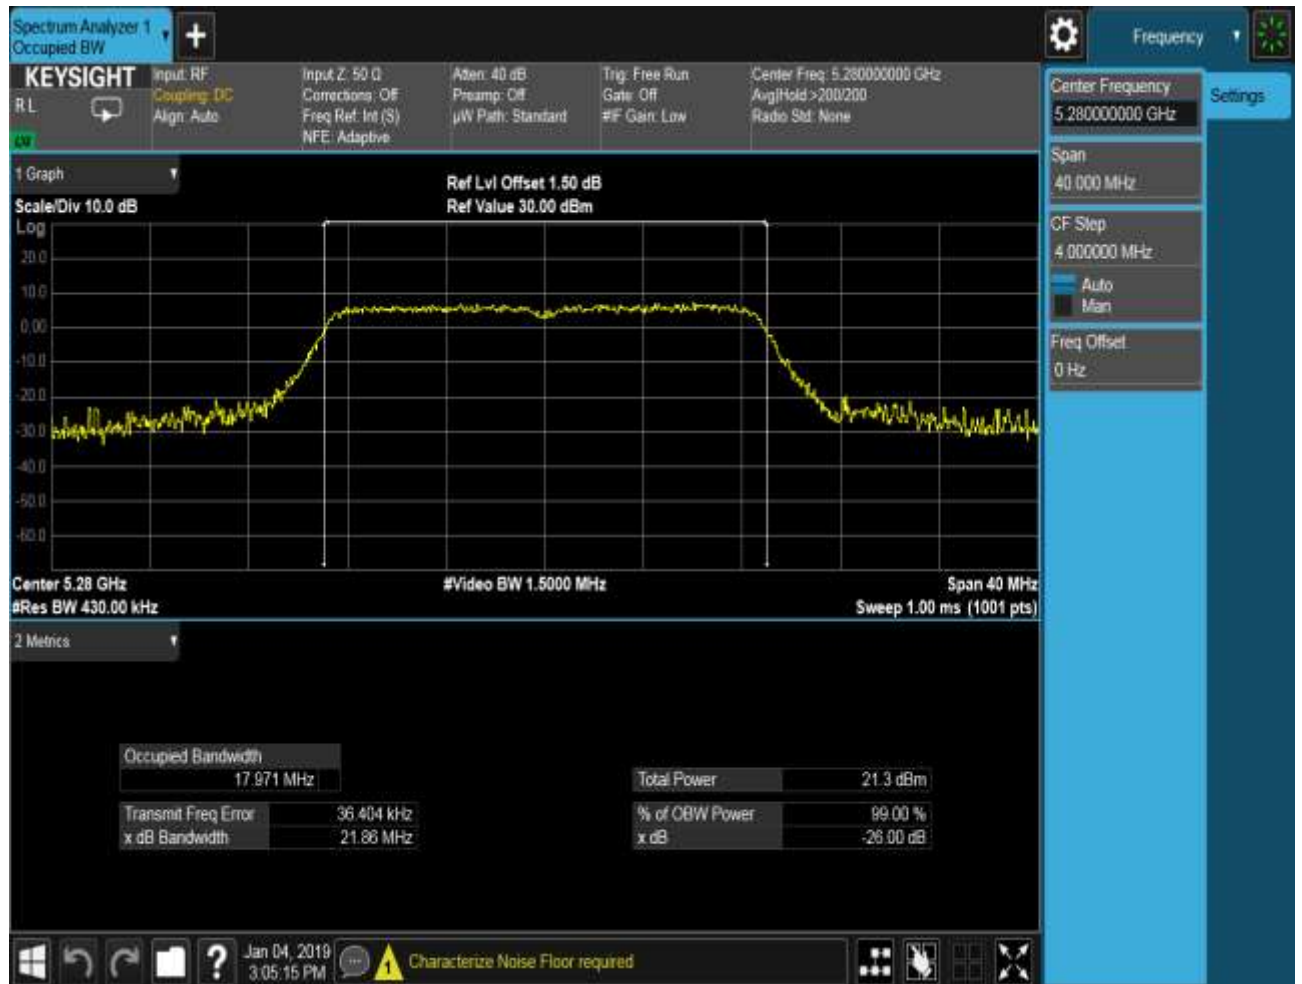 Spectrum Analyzer 1
Occupied BW
Frequency
KEYSIGHT
R L
Input: RF
Coupling: DC
Align: Auto
Input Z: 50 Ω
Corrections: Off
Freq Ref: Int (S)
NFE: Adaptive
Atten: 40 dB
Preamp: Off
µW Path: Standard
Trig: Free Run
Gate: Off
#IF Gain: Low
Center Freq: 5.280000000 GHz
Avg|Hold:>200/200
Radio Std: None
Center Frequency
5.280000000 GHz
Settings
Span
40.000 MHz
CF Step
4.000000 MHz
Auto
Man
Freq Offset
0 Hz
1 Graph
Scale/Div 10.0 dB
Ref Lvl Offset 1.50 dB
Ref Value 30.00 dBm
Log
20.0
10.0
0.00
-10.0
-20.0
-30.0
-40.0
-50.0
-60.0
Center 5.28 GHz
#Video BW 1.5000 MHz
Span 40 MHz
#Res BW 430.00 kHz
Sweep 1.00 ms (1001 pts)
2 Metrics
Occupied Bandwidth
17.971 MHz
Total Power 21.3 dBm
Transmit Freq Error 36.404 kHz
% of OBW Power 99.00 %
x dB Bandwidth 21.86 MHz
x dB -26.00 dB
?
Jan 04, 2019
3:05:15 PM
1
Characterize Noise Floor required